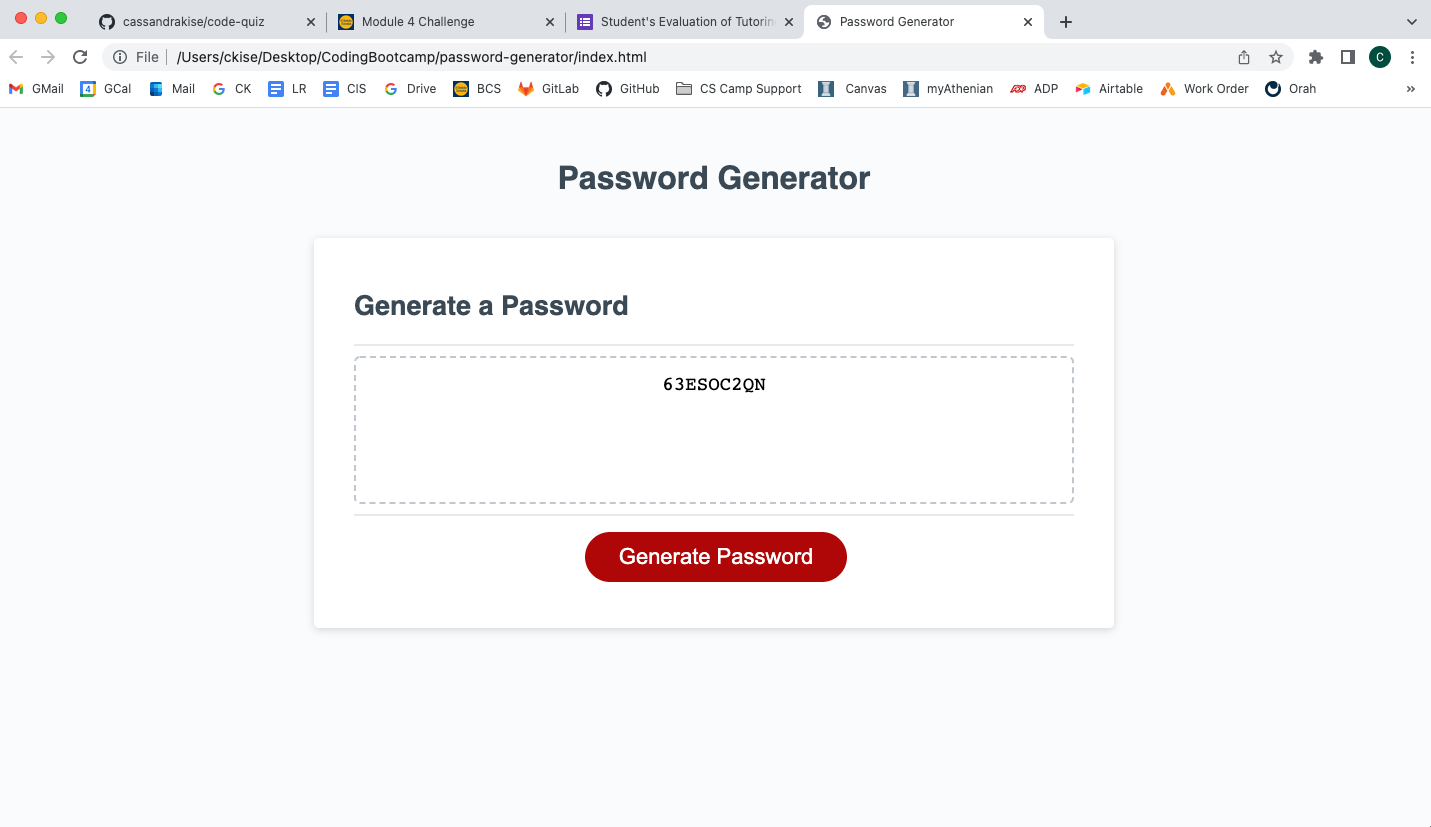 cassandrakise/code-quiz Module 4 Challenge Student's Evaluation of Tutorin Password Generator
File /Users/ckise/Desktop/CodingBootcamp/password-generator/index.html C
GMail 4 GCal Mail CK LR CIS Drive BCS GitLab GitHub CS Camp Support Canvas myAthenian ADP Airtable Work Order Orah »
Password Generator
Generate a Password
63ESOC2QN
Generate Password